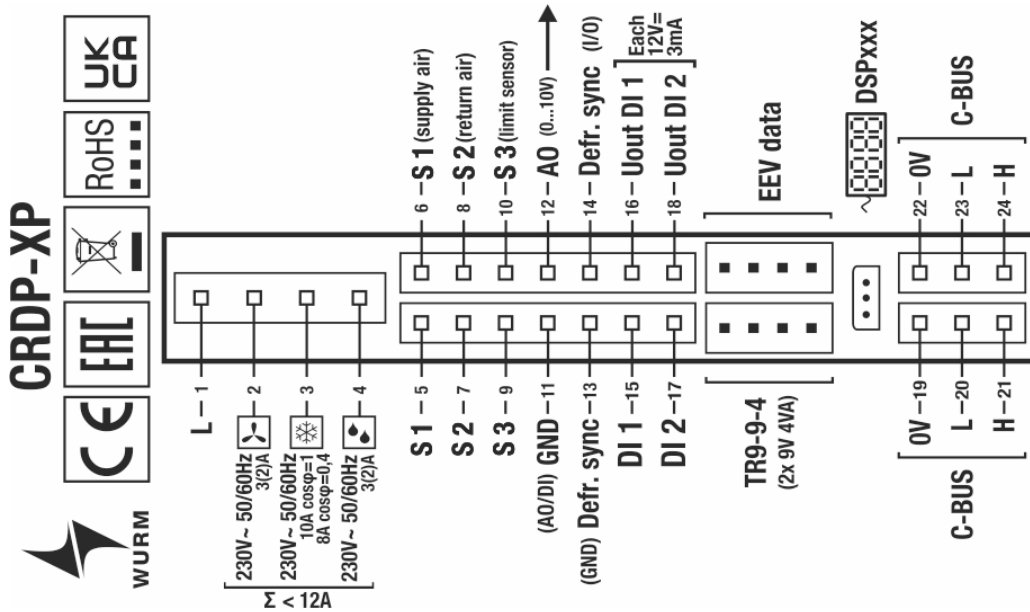 CRDP-XP
CE
EAC
RoHS
UK
CA
WURM
L – 1
230V~ 50/60Hz
3(2)A
2
230V~ 50/60Hz
10A cosφ=1
8A cosφ=0,4
3
230V~ 50/60Hz
3(2)A
4
Σ < 12A
S 1 – 5
6 – S 1 (supply air)
S 2 – 7
8 – S 2 (return air)
S 3 – 9
10 – S 3 (limit sensor)
(AO/DI) GND – 11
12 – AO (0...10V)
(GND) Defr. sync – 13
14 – Defr. sync (I/O)
DI 1 – 15
16 – Uout DI 1
DI 2 – 17
18 – Uout DI 2
Each
12V=
3mA
TR9-9-4
(2x 9V 4VA)
EEV data
DSPxxx
0V – 19
22 – 0V
L – 20
23 – L
H – 21
24 – H
C-BUS
C-BUS